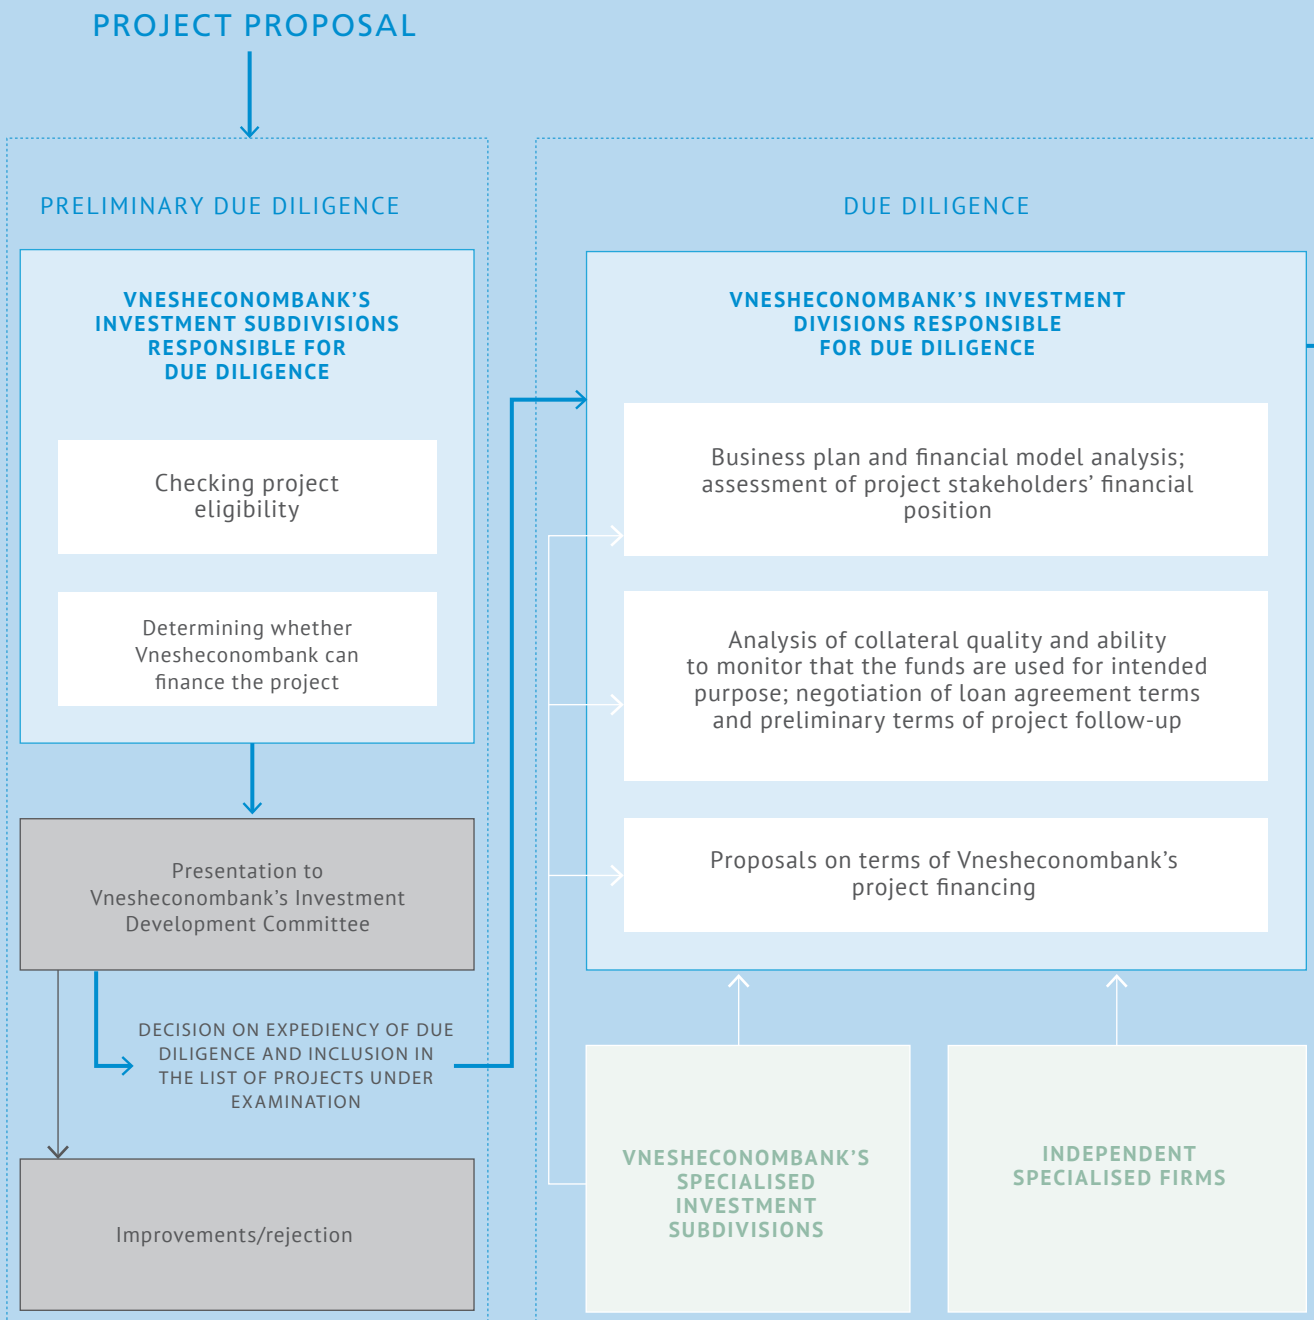 PROJECT PROPOSAL
PRELIMINARY DUE DILIGENCE
VNESHECONOMBANK’S
INVESTMENT SUBDIVISIONS
RESPONSIBLE FOR
DUE DILIGENCE
Checking project
eligibility
Determining whether
Vnesheconombank can
finance the project
Presentation to
Vnesheconombank’s Investment
Development Committee
DECISION ON EXPEDIENCY OF DUE
DILIGENCE AND INCLUSION IN
THE LIST OF PROJECTS UNDER
EXAMINATION
Improvements/rejection
DUE DILIGENCE
VNESHECONOMBANK’S INVESTMENT
DIVISIONS RESPONSIBLE
FOR DUE DILIGENCE
Business plan and financial model analysis;
assessment of project stakeholders’ financial
position
Analysis of collateral quality and ability
to monitor that the funds are used for intended
purpose; negotiation of loan agreement terms
and preliminary terms of project follow-up
Proposals on terms of Vnesheconombank’s
project financing
VNESHECONOMBANK’S
SPECIALISED
INVESTMENT
SUBDIVISIONS
INDEPENDENT
SPECIALISED FIRMS